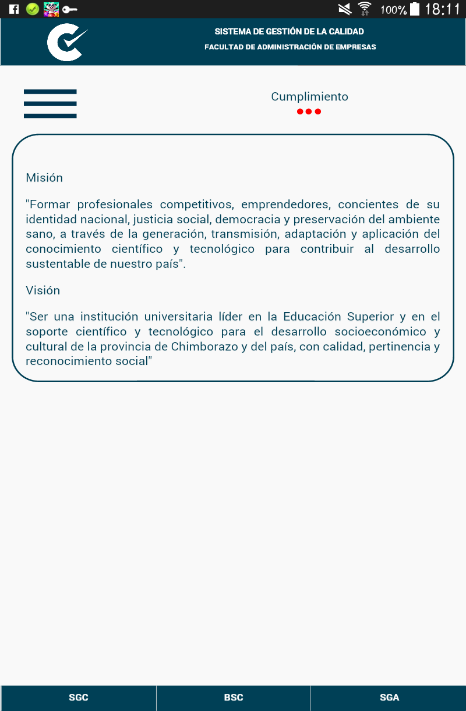 100% 18:11
SISTEMA DE GESTIÓN DE LA CALIDAD
FACULTAD DE ADMINISTRACIÓN DE EMPRESAS
Cumplimiento
Misión
"Formar profesionales competitivos, emprendedores, concientes de su
identidad nacional, justicia social, democracia y preservación del ambiente
sano, a través de la generación, transmisión, adaptación y aplicación del
conocimiento científico y tecnológico para contribuir al desarrollo
sustentable de nuestro país".
Visión
"Ser una institución universitaria líder en la Educación Superior y en el
soporte científico y tecnológico para el desarrollo socioeconómico y
cultural de la provincia de Chimborazo y del país, con calidad, pertinencia y
reconocimiento social"
SGC BSC SGA